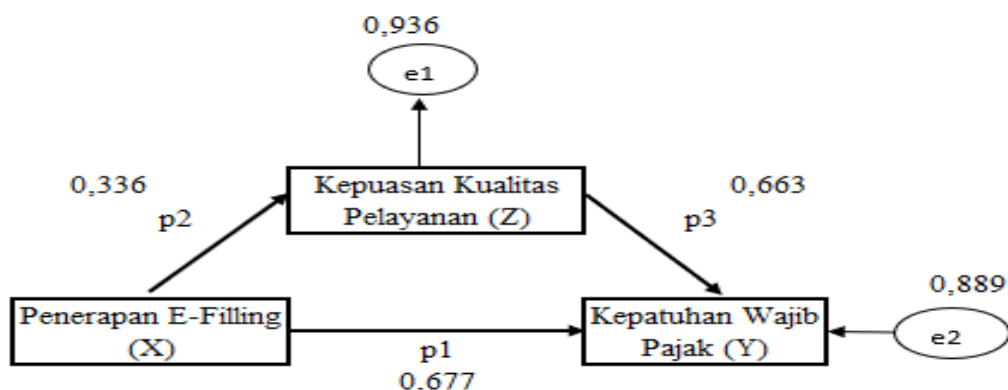 0,936
e1
0,336
Kepuasan Kualitas
Pelayanan (Z)
0,663
p2
p3
Penerapan E-Filling
(X)
p1
0,677
Kepatuhan Wajib
Pajak (Y)
0,889
e2